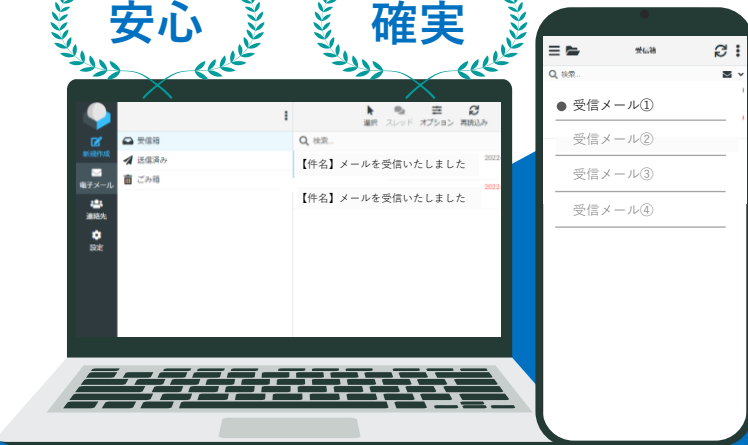 安心
確実
選択 スレッド オプション 再読込み
新規作成
電子メール
連絡先
設定
受信箱
送信済み
ごみ箱
検索...
【件名】メールを受信いたしました
2022
【件名】メールを受信いたしました
2022
受信箱
検索...
● 受信メール①
受信メール②
受信メール③
受信メール④